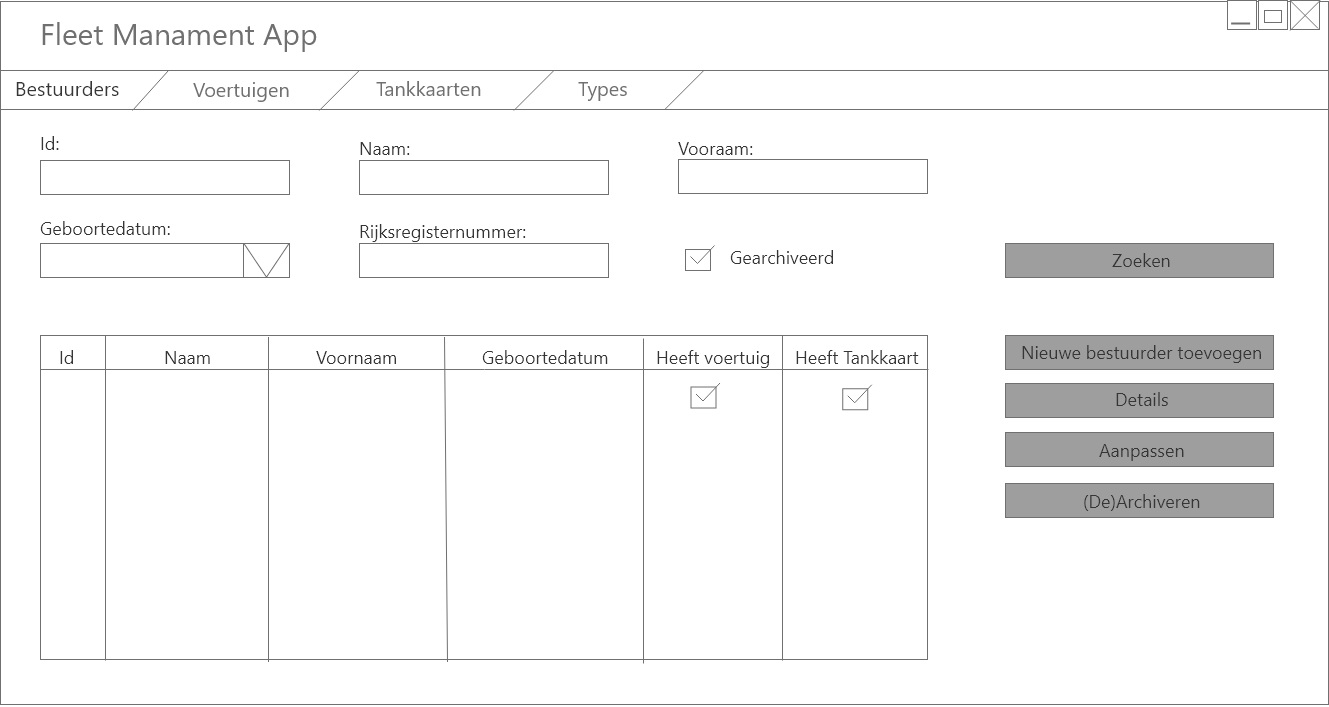 Fleet Manament App
Bestuurders Voertuigen Tankkaarten Types
Id: Naam: Vooraam:
Geboortedatum: Rijksregisternummer: Gearchiveerd Zoeken
Id Naam Voornaam Geboortedatum Heeft voertuig Heeft Tankkaart
Nieuwe bestuurder toevoegen
Details
Aanpassen
(De)Archiveren